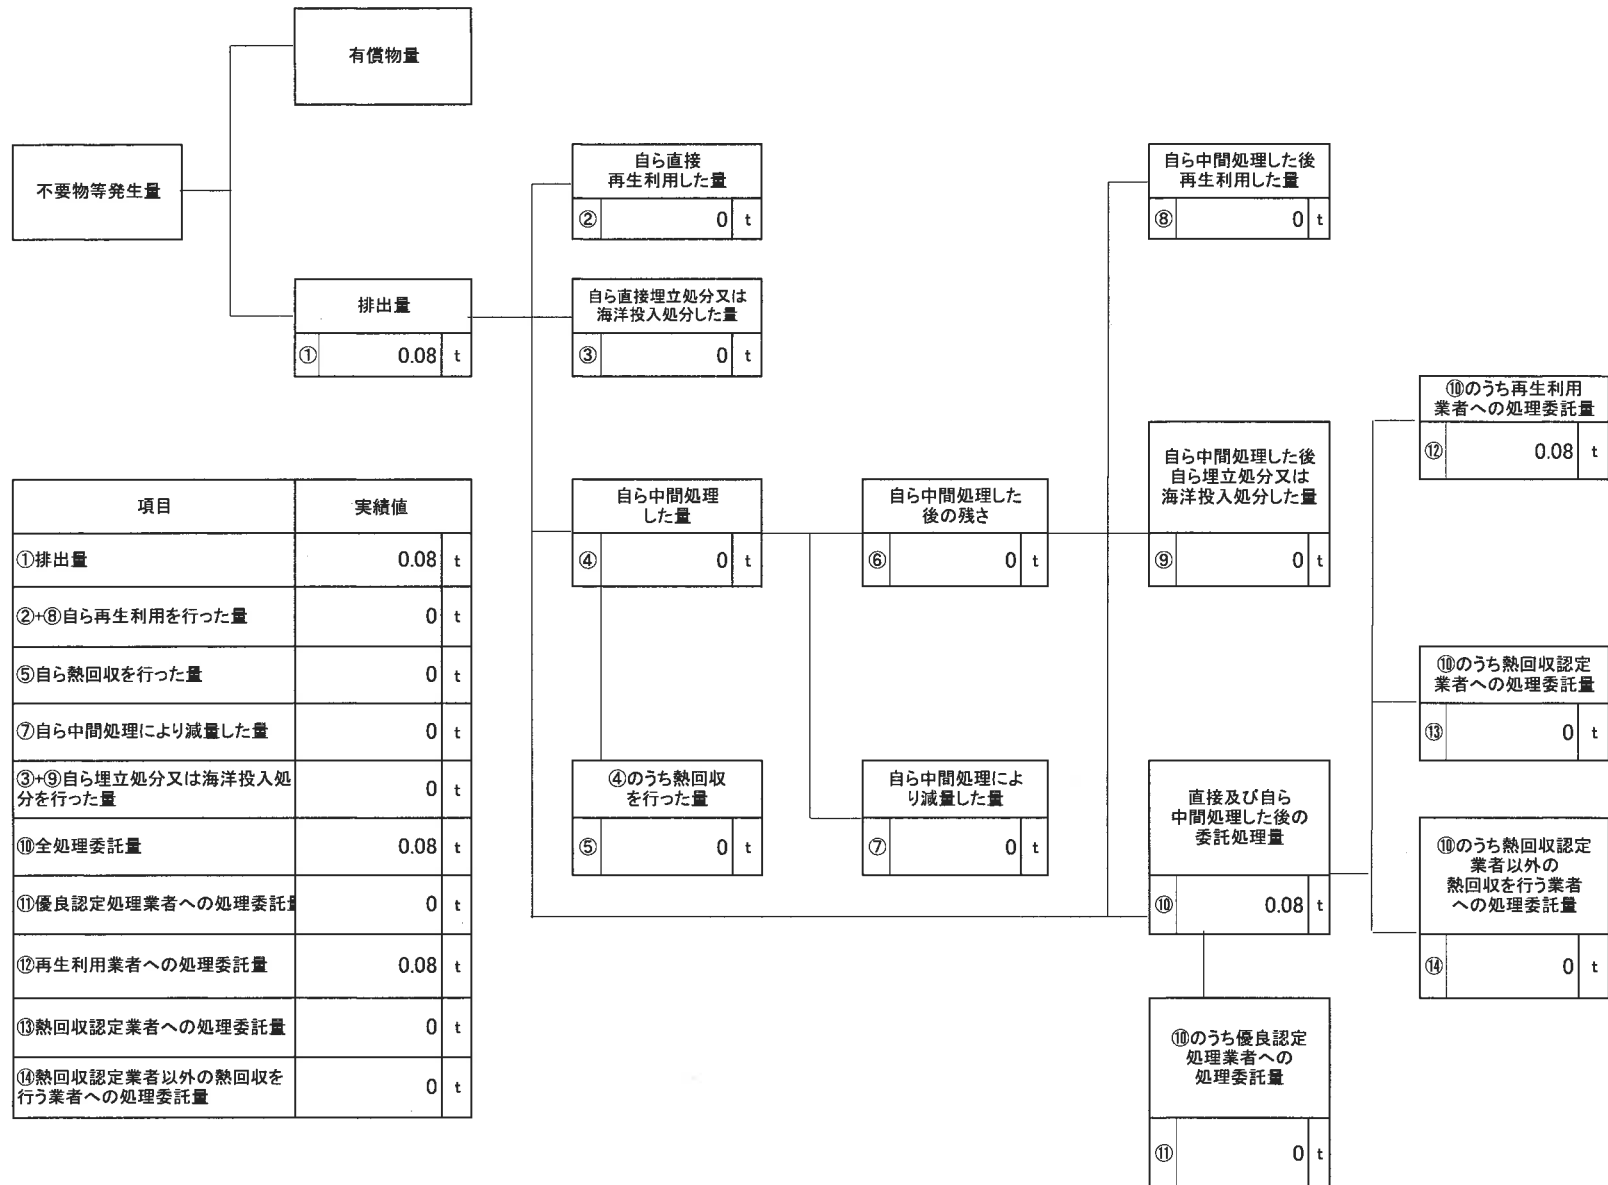 有償物量
不要物等発生量
排出量
① 0.08 t
自ら直接
再生利用した量
② 0 t
自ら直接埋立処分又は
海洋投入処分した量
③ 0 t
自ら中間処理
した量
④ 0 t
④のうち熱回収
を行った量
⑤ 0 t
自ら中間処理した
後の残さ
⑥ 0 t
自ら中間処理によ
り減量した量
⑦ 0 t
自ら中間処理した後
再生利用した量
⑧ 0 t
自ら中間処理した後
自ら埋立処分又は
海洋投入処分した量
⑨ 0 t
直接及び自ら
中間処理した後の
委託処理量
⑩ 0.08 t
⑩のうち優良認定
処理業者への
処理委託量
⑪ 0 t
⑩のうち再生利用
業者への処理委託量
⑫ 0.08 t
⑩のうち熱回収認定
業者への処理委託量
⑬ 0 t
⑩のうち熱回収認定
業者以外の
熱回収を行う業者
への処理委託量
⑭ 0 t
項目 実績値
①排出量 0.08 t
②+⑧自ら再生利用を行った量 0 t
⑤自ら熱回収を行った量 0 t
⑦自ら中間処理により減量した量 0 t
③+⑨自ら埋立処分又は海洋投入処
分を行った量 0 t
⑩全処理委託量 0.08 t
⑪優良認定処理業者への処理委託量 0 t
⑫再生利用業者への処理委託量 0.08 t
⑬熱回収認定業者への処理委託量 0 t
⑭熱回収認定業者以外の熱回収を
行う業者への処理委託量 0 t